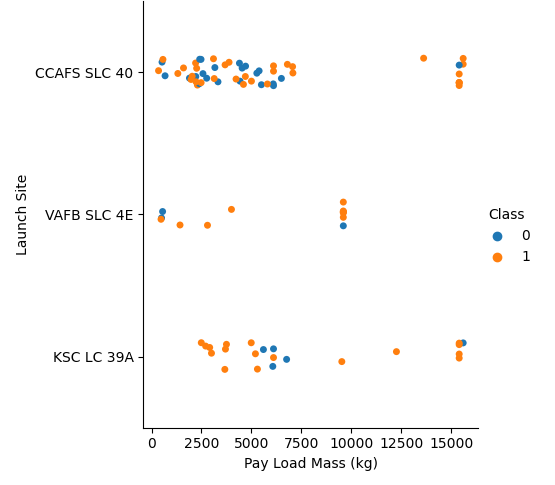 CCAFS SLC 40
VAFB SLC 4E
KSC LC 39A
Launch Site
0 2500 5000 7500 10000 12500 15000
Pay Load Mass (kg)
Class
0
1